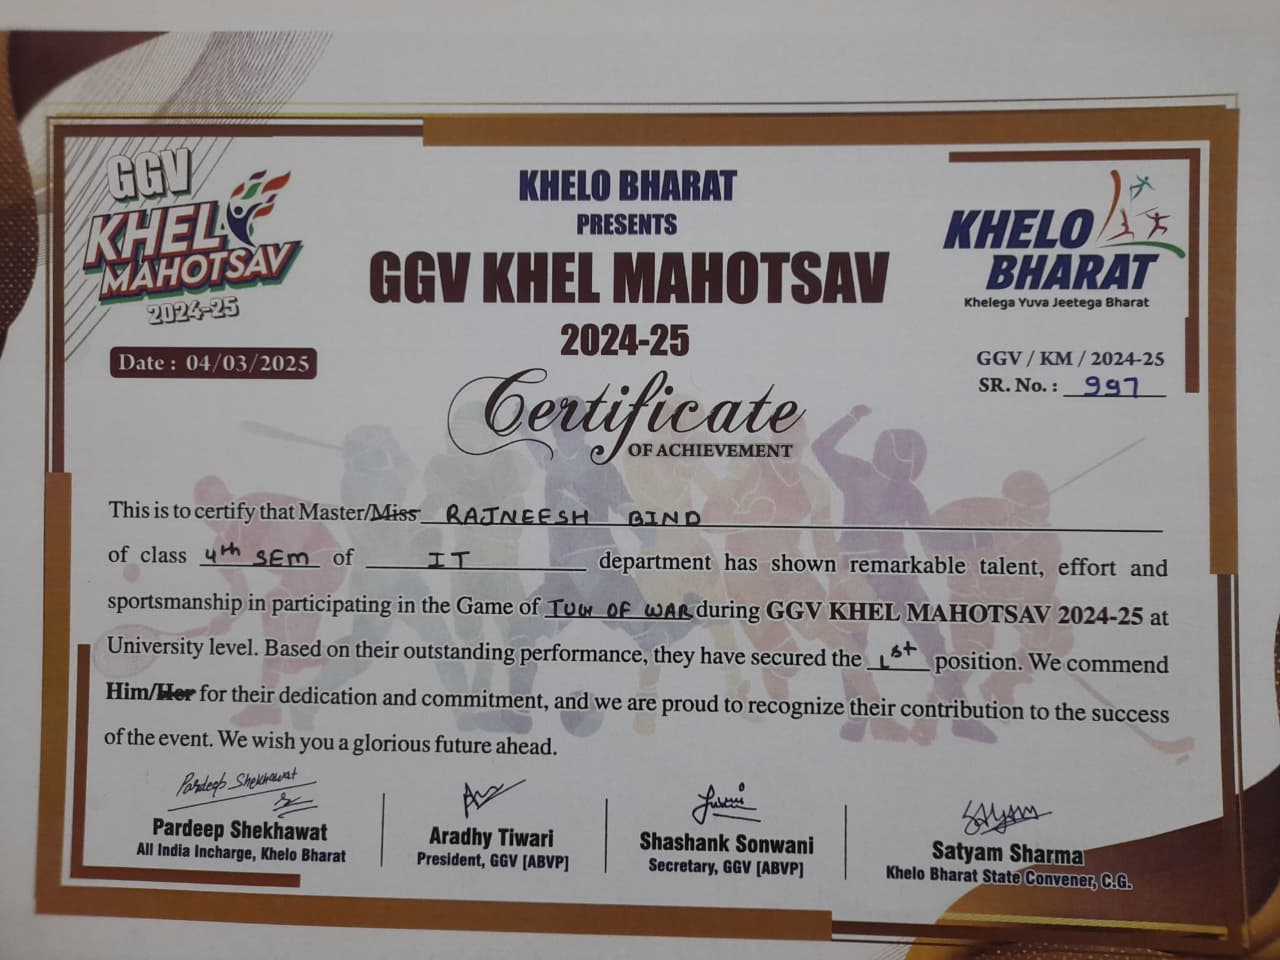 GGV
KHEL
MAHOTSAV
2024-25
KHELO BHARAT
PRESENTS
GGV KHEL MAHOTSAV
2024-25
KHELO
BHARAT
Khelega Yuva Jeetega Bharat
Date : 04/03/2025
GGV / KM / 2024-25
SR. No. : 997
Certificate
OF ACHIEVEMENT
This is to certify that Master/Miss RAJNEESH BIND
of class 4th SEM of IT department has shown remarkable talent, effort and
sportsmanship in participating in the Game of TUG OF WAR during GGV KHEL MAHOTSAV 2024-25 at
University level. Based on their outstanding performance, they have secured the 1st position. We commend
Him/Her for their dedication and commitment, and we are proud to recognize their contribution to the success
of the event. We wish you a glorious future ahead.
Pardeep Shekhawat
Pardeep Shekhawat
All India Incharge, Khelo Bharat
Aradhy Tiwari
President, GGV [ABVP]
Shashank Sonwani
Secretary, GGV [ABVP]
Satyam
Satyam Sharma
Khelo Bharat State Convener, C.G.